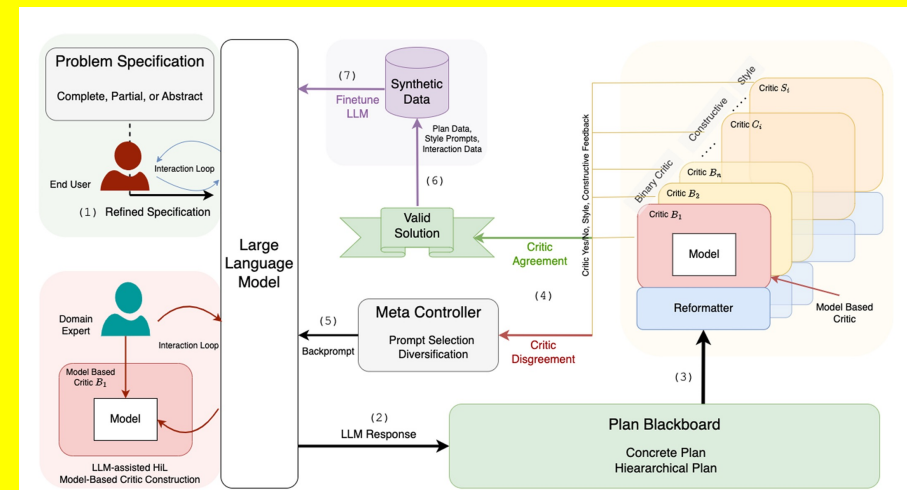 Problem Specification
Complete, Partial, or Abstract
End User
Interaction Loop
(1) Refined Specification
Large
Language
Model
Domain
Expert
Interaction Loop
Model Based
Critic B1
Model
LLM-assisted HiL
Model-Based Critic Construction
(7)
Finetune
LLM
Synthetic
Data
Plan Data,
Style Prompts,
Interaction Data
(6)
Valid
Solution
Critic
Agreement
(4)
Critic
Disgreement
Meta Controller
Prompt Selection
Diversification
(5)
Backprompt
(2)
LLM Response
Plan Blackboard
Concrete Plan
Hieararchical Plan
(3)
Critic Yes/No, Style, Constructive Feedback
Binary Critic
....
Constructive
....
Style
Critic Si
Critic Ci
Critic Bn
Critic B2
Critic B1
Model
Reformatter
Model Based
Critic